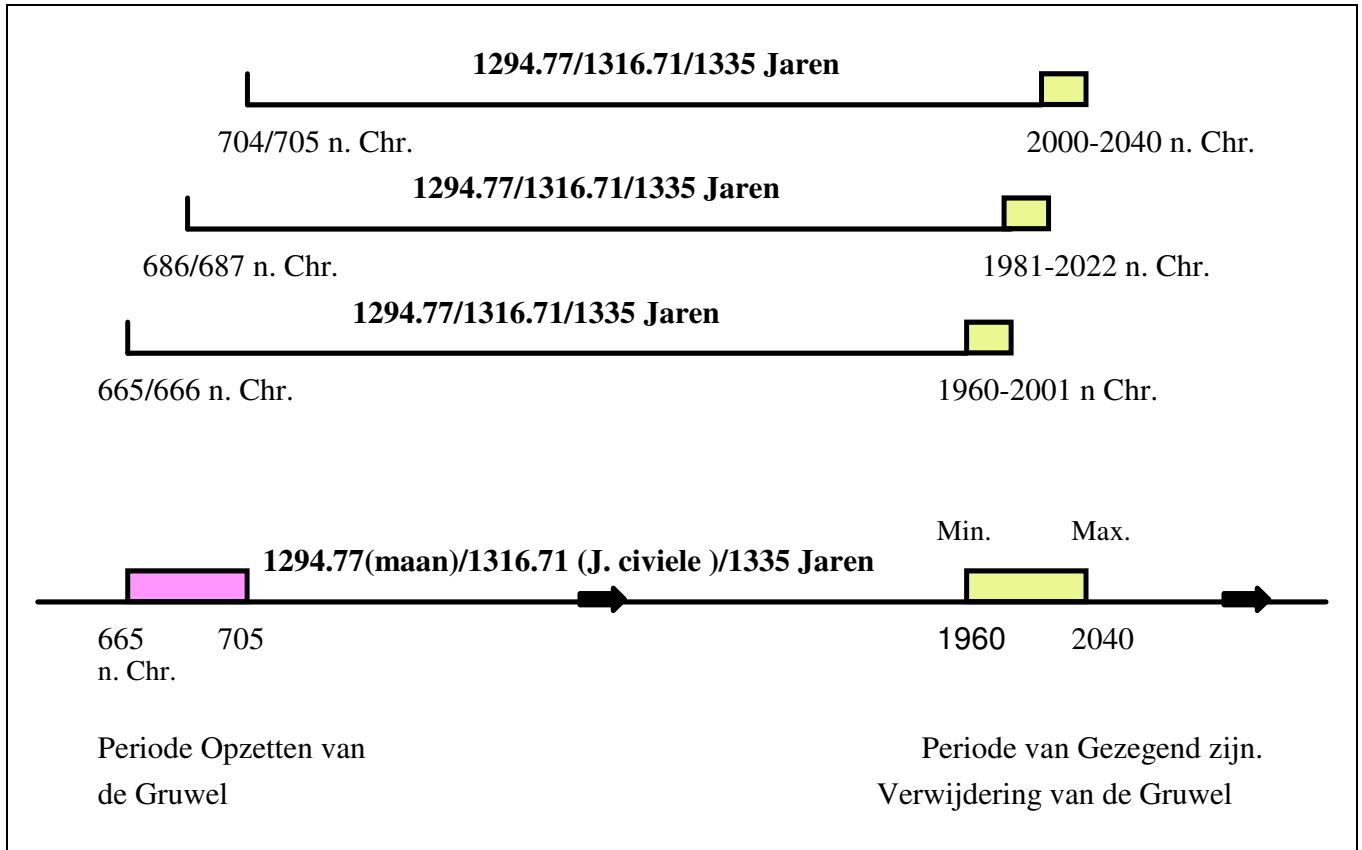 1294.77/1316.71/1335 Jaren
704/705 n. Chr. 2000-2040 n. Chr.
1294.77/1316.71/1335 Jaren
686/687 n. Chr. 1981-2022 n. Chr.
1294.77/1316.71/1335 Jaren
665/666 n. Chr. 1960-2001 n Chr.
Min. Max.
1294.77(maan)/1316.71 (J. civiele )/1335 Jaren
665 705 1960 2040
n. Chr.
Periode Opzetten van Periode van Gezegend zijn.
de Gruwel Verwijdering van de Gruwel